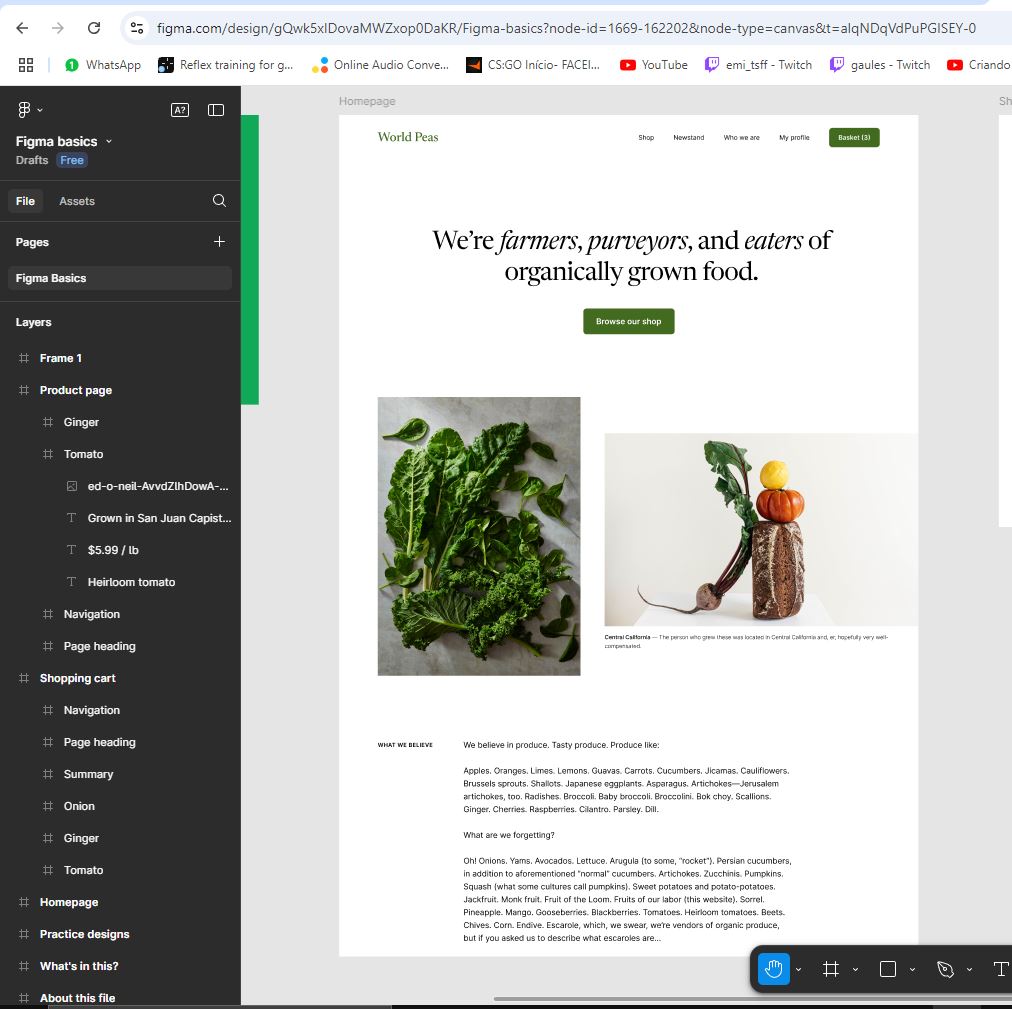 figma.com/design/gQwk5xlDovaMWZxop0DaKR/Figma-basics?node-id=1669-162202&node-type=canvas&t=alqNDqVdPuPGISEY-0
WhatsApp
Reflex training for g...
Online Audio Conve...
CS:GO Início- FACEI...
YouTube
emi_tsff - Twitch
gaules - Twitch
Criando
A?
Figma basics
Drafts Free
File Assets
Pages
Figma Basics
Layers
Frame 1
Product page
Ginger
Tomato
ed-o-neil-AvvdZlhDowA-...
Grown in San Juan Capist...
$5.99 / lb
Heirloom tomato
Navigation
Page heading
Shopping cart
Navigation
Page heading
Summary
Onion
Ginger
Tomato
Homepage
Practice designs
What's in this?
About this file
Homepage
Sh
World Peas
Shop Newstand Who we are My profile Basket (3)
We’re farmers, purveyors, and eaters of
organically grown food.
Browse our shop
Central California — The person who grew these was located in Central California and, er, hopefully very well-
compensated.
WHAT WE BELIEVE
We believe in produce. Tasty produce. Produce like:
Apples. Oranges. Limes. Lemons. Guavas. Carrots. Cucumbers. Jicamas. Cauliflowers.
Brussels sprouts. Shallots. Japanese eggplants. Asparagus. Artichokes—Jerusalem
artichokes, too. Radishes. Broccoli. Baby broccoli. Broccolini. Bok choy. Scallions.
Ginger. Cherries. Raspberries. Cilantro. Parsley. Dill.
What are we forgetting?
Oh! Onions. Yams. Avocados. Lettuce. Arugula (to some, “rocket”). Persian cucumbers,
in addition to aforementioned “normal” cucumbers. Artichokes. Zucchinis. Pumpkins.
Squash (what some cultures call pumpkins). Sweet potatoes and potato-potatoes.
Jackfruit. Monk fruit. Fruit of the Loom. Fruits of our labor (this website). Sorrel.
Pineapple. Mango. Gooseberries. Blackberries. Tomatoes. Heirloom tomatoes. Beets.
Chives. Corn. Endive. Escarole, which, we swear, we’re vendors of organic produce,
but if you asked us to describe what escaroles are...